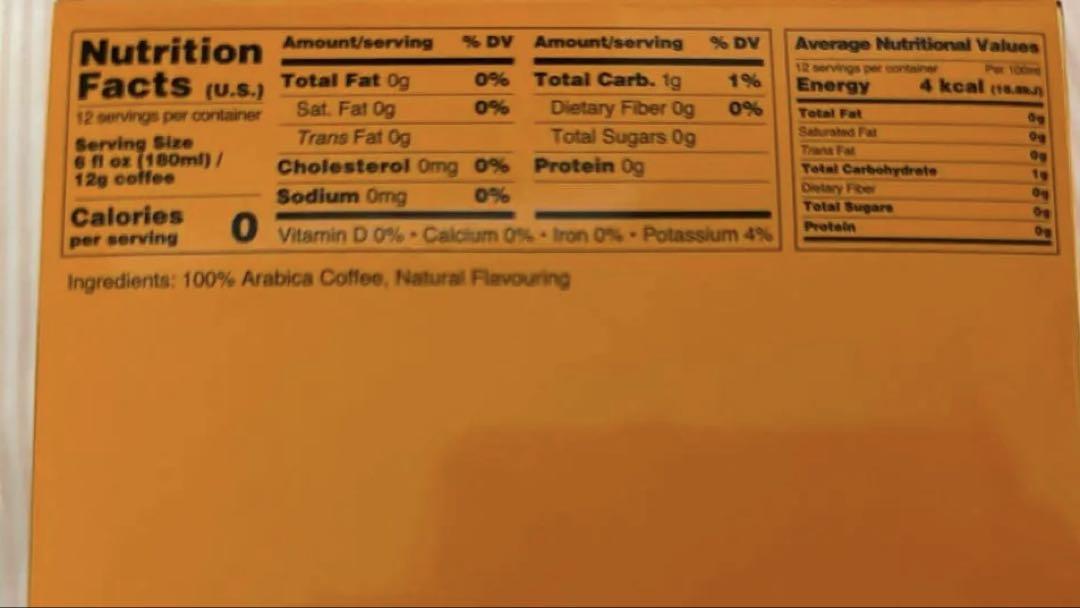 Nutrition
Facts (U.S.)
12 servings per container
Serving Size
6 fl oz (180ml) /
12g coffee
Calories 0
per serving
Amount/serving % DV
Total Fat 0g 0%
Sat. Fat 0g 0%
Trans Fat 0g
Cholesterol 0mg 0%
Sodium 0mg 0%
Amount/serving % DV
Total Carb. 1g 1%
Dietary Fiber 0g 0%
Total Sugars 0g
Protein 0g
Vitamin D 0% • Calcium 0% • Iron 0% • Potassium 4%
Average Nutritional Values
12 servings per container Per 100ml
Energy 4 kcal
Total Fat 0g
Saturated Fat 0g
Trans Fat 0g
Total Carbohydrate 1g
Dietary Fiber 0g
Total Sugars 0g
Protein 0g
Ingredients: 100% Arabica Coffee, Natural Flavouring